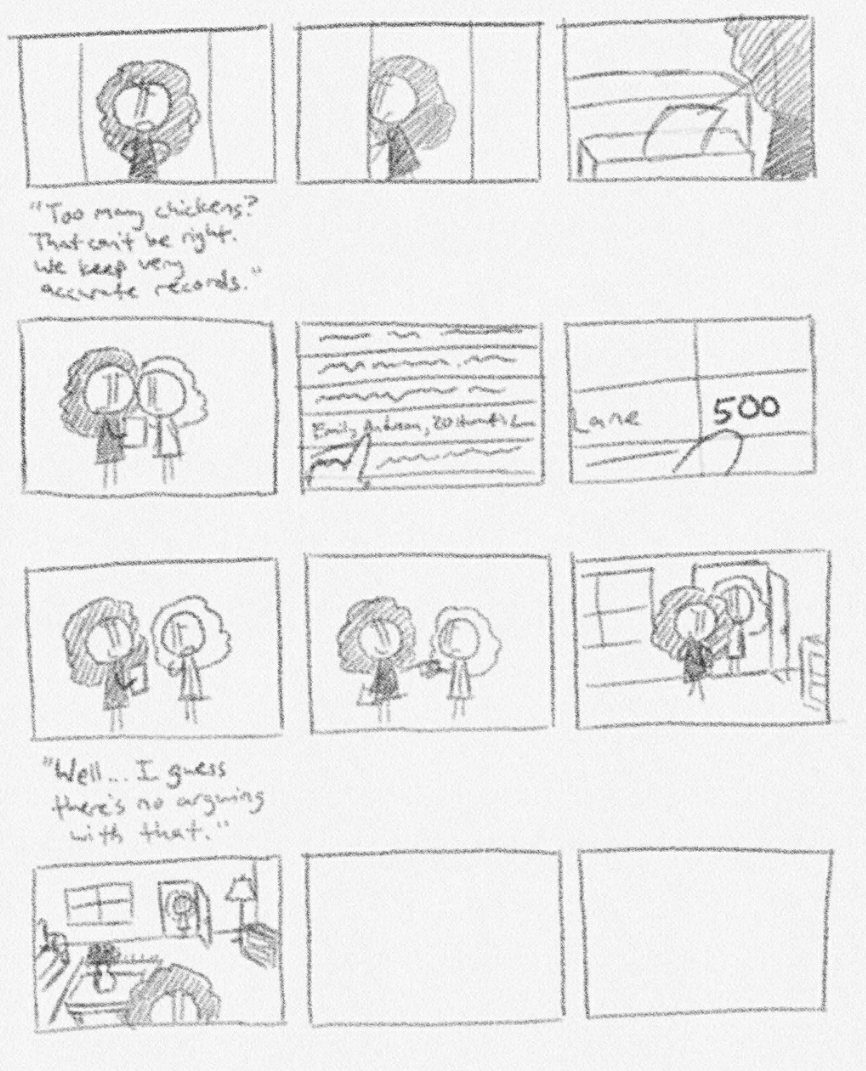 "Too many chickens?
That can't be right.
We keep very
accurate records."
Emily
Lane
500
"Well... I guess
there's no arguing
with that."